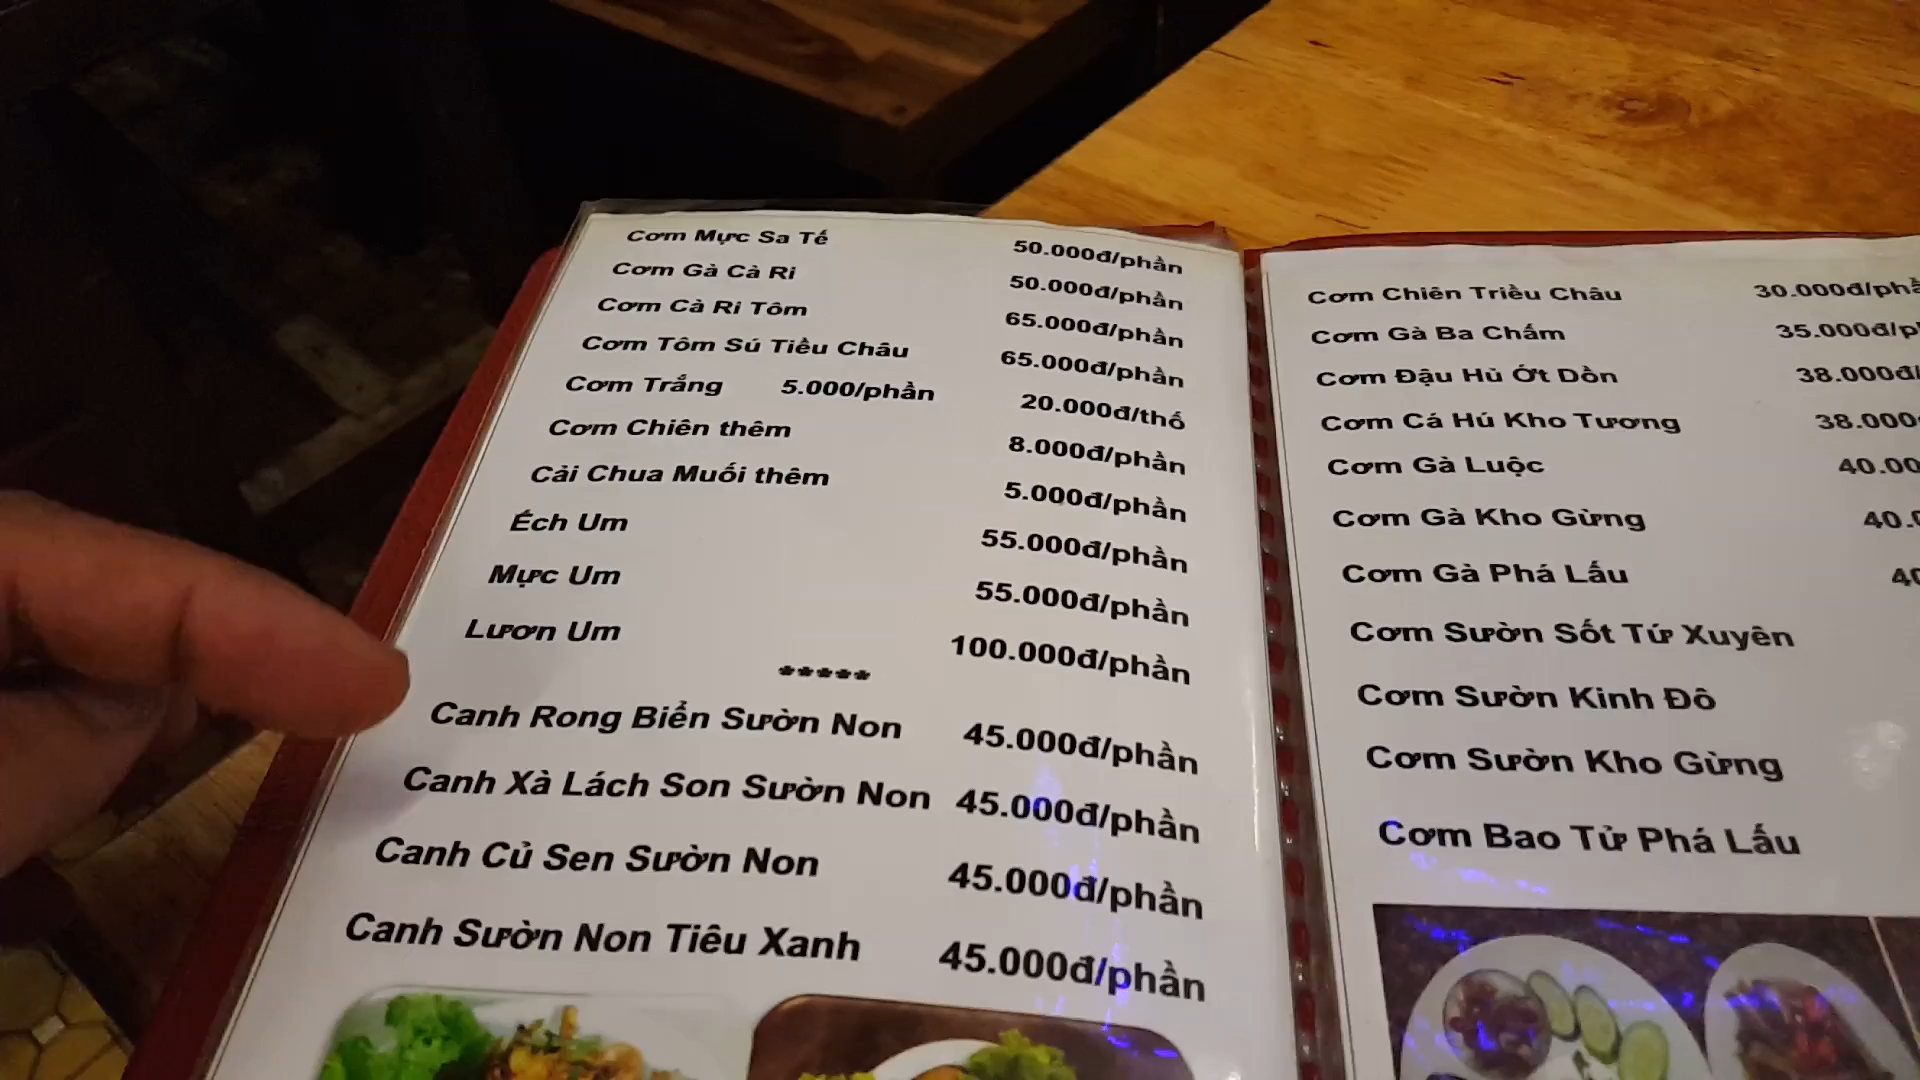 Cơm Mực Sa Tế 50.000đ/phần
Cơm Gà Cà Ri 50.000đ/phần
Cơm Cà Ri Tôm 65.000đ/phần
Cơm Tôm Sú Tiều Châu 65.000đ/phần
Cơm Trắng 5.000/phần 20.000đ/thố
Cơm Chiên thêm 8.000đ/phần
Cải Chua Muối thêm 5.000đ/phần
Ếch Um 55.000đ/phần
Mực Um 55.000đ/phần
Lươn Um 100.000đ/phần
*****
Canh Rong Biển Sườn Non 45.000đ/phần
Canh Xà Lách Son Sườn Non 45.000đ/phần
Canh Củ Sen Sườn Non 45.000đ/phần
Canh Sườn Non Tiêu Xanh 45.000đ/phần
Cơm Chiên Triều Châu 30.000đ/phầ
Cơm Gà Ba Chấm 35.000đ/p
Cơm Đậu Hủ Ớt Dồn 38.000đ/
Cơm Cá Hú Kho Tương 38.000
Cơm Gà Luộc 40.00
Cơm Gà Kho Gừng 40.
Cơm Gà Phá Lấu 40
Cơm Sườn Sốt Tứ Xuyên
Cơm Sườn Kinh Đô
Cơm Sườn Kho Gừng
Cơm Bao Tử Phá Lấu